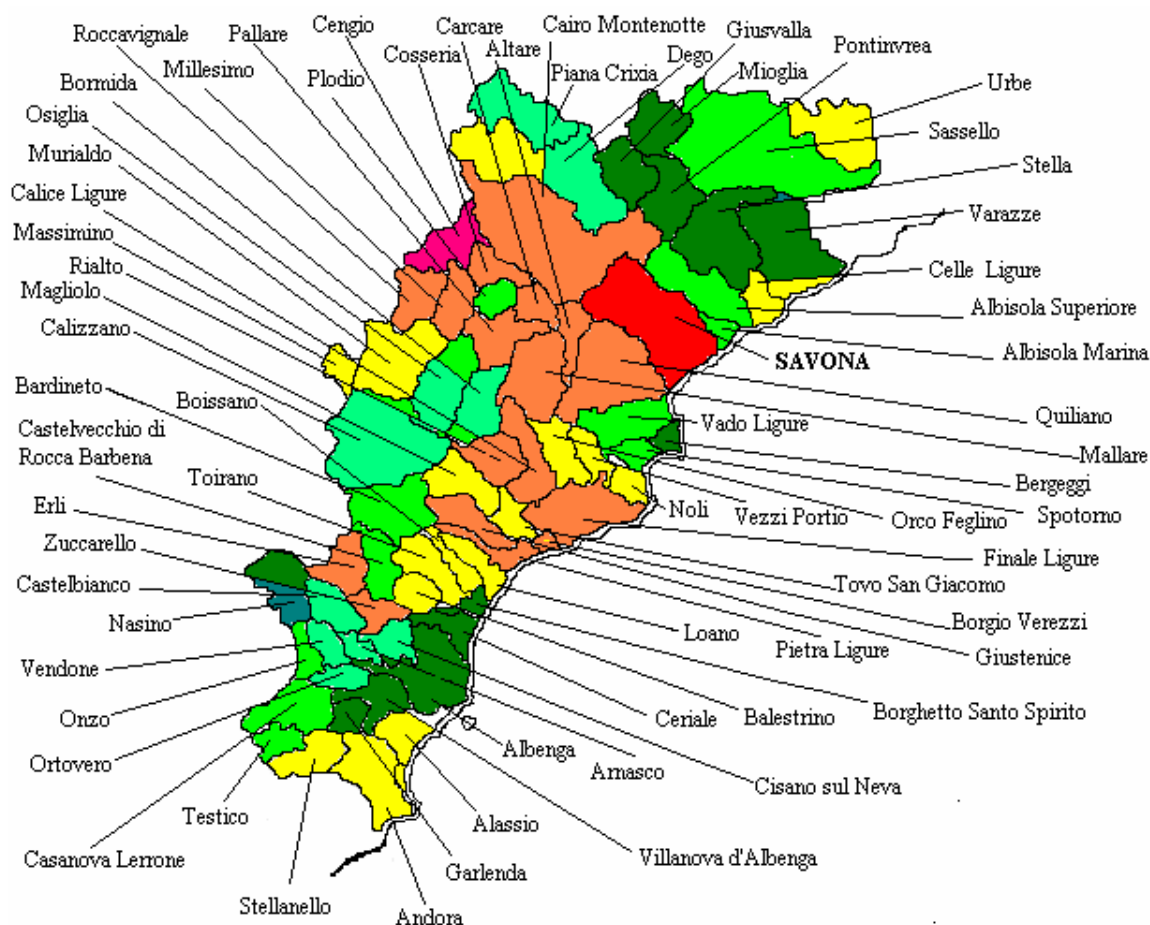 Roccavignale
Pallare
Cengio
Carcare
Cairo Montenotte
Giusvalla
Pontinvrea
Bormida
Millesimo
Cosseria
Altare
Dego
Mioglia
Plodio
Piana Crixia
Urbe
Osiglia
Sassello
Murialdo
Stella
Calice Ligure
Varazze
Massimino
Rialto
Celle Ligure
Magliolo
Albisola Superiore
Calizzano
Albisola Marina
SAVONA
Bardineto
Boissano
Quiliano
Vado Ligure
Castelvecchio di
Rocca Barbena
Mallare
Toirano
Bergeggi
Erli
Noli
Vezzi Portio
Orco Feglino
Spotorno
Zuccarello
Finale Ligure
Castelbianco
Tovo San Giacomo
Nasino
Loano
Borgio Verezzi
Pietra Ligure
Giustenice
Vendone
Onzo
Ceriale
Balestrino
Borghetto Santo Spirito
Ortovero
Albenga
Arnasco
Cisano sul Neva
Testico
Alassio
Casanova Lerrone
Villanova d'Albenga
Garlenda
Stellanello
Andora